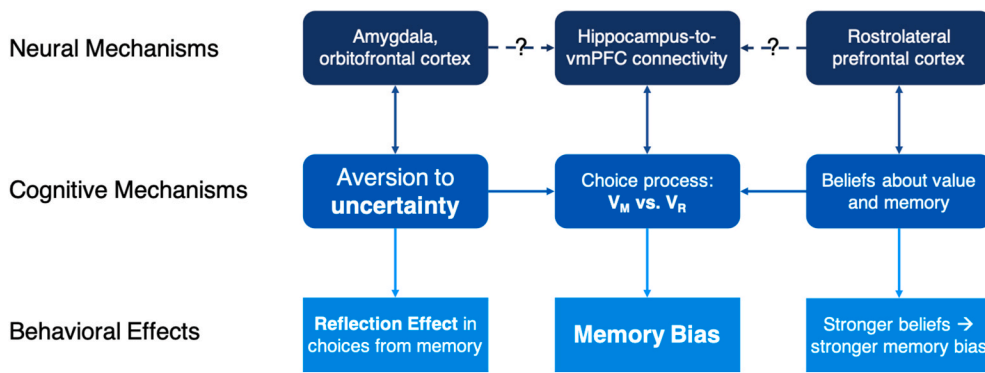 Neural Mechanisms
Amygdala,
orbitofrontal cortex
?
Hippocampus-to-
vmPFC connectivity
?
Rostrolateral
prefrontal cortex
Cognitive Mechanisms
Aversion to
uncertainty
Choice process:
V_M vs. V_R
Beliefs about value
and memory
Behavioral Effects
Reflection Effect in
choices from memory
Memory Bias
Stronger beliefs →
stronger memory bias